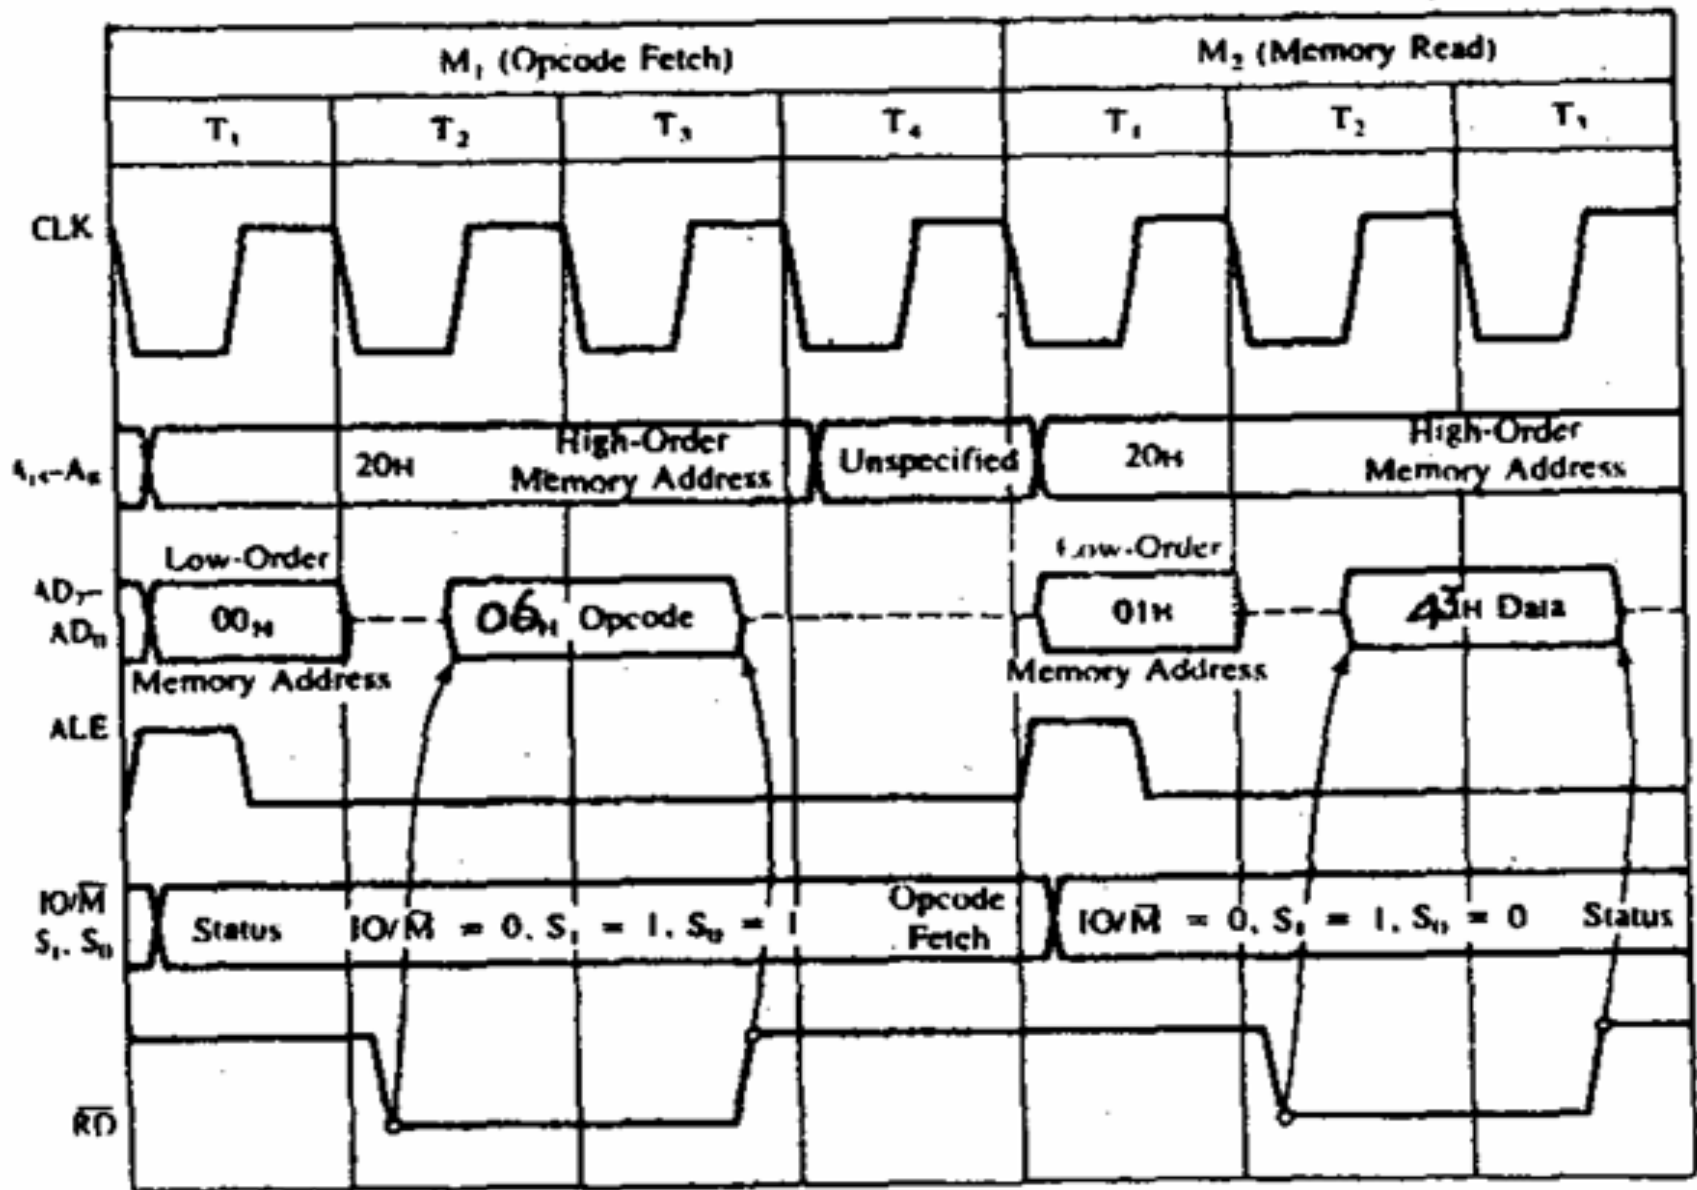 M₁ (Opcode Fetch) M₂ (Memory Read)
T₁ T₂ T₃ T₄ T₁ T₂ T₃
CLK
High-Order High-Order
20H Unspecified 20H
Memory Address Memory Address
Low-Order Low-Order
AD₇–
00H 06H Opcode 01H 43H Data
AD₀
Memory Address Memory Address
ALE
IO/M̅ Opcode
Status IO/M̅ = 0, S₁ = 1, S₀ = 1 IO/M̅ = 0, S₁ = 1, S₀ = 0 Status
S₁, S₀ Fetch
R̅D̅